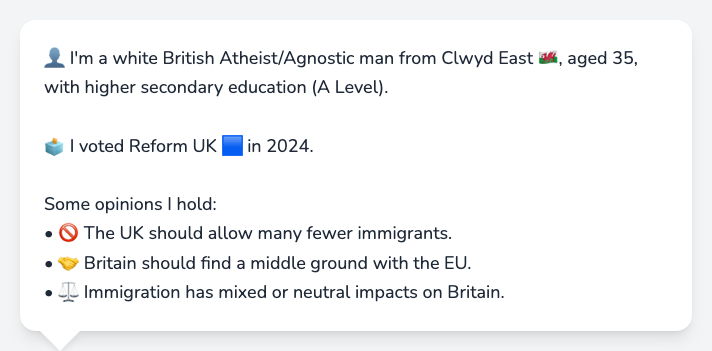 👤 I'm a white British Atheist/Agnostic man from Clwyd East 🏴󠁧󠁢󠁷󠁬󠁳󠁿, aged 35,
with higher secondary education (A Level).
🗳️ I voted Reform UK 🟦 in 2024.
Some opinions I hold:
• 🚫 The UK should allow many fewer immigrants.
• 🤝 Britain should find a middle ground with the EU.
• ⚖️ Immigration has mixed or neutral impacts on Britain.